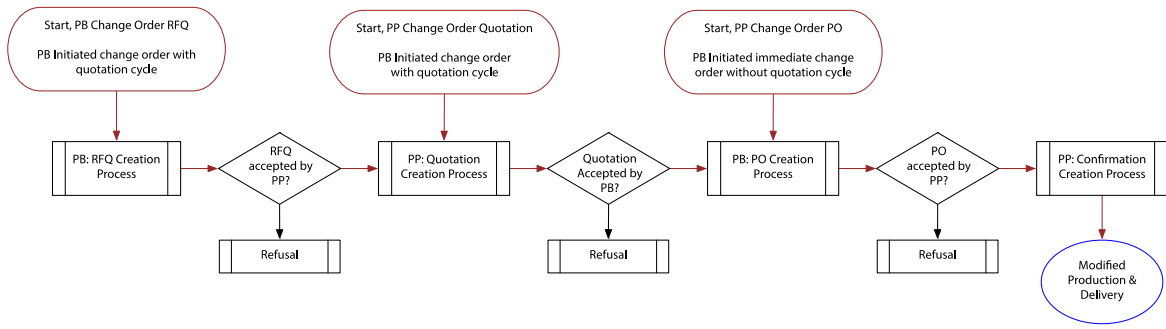 Start, PB Change Order RFQ
PB Initiated change order with
quotation cycle
Start, PP Change Order Quotation
PB Initiated change order
with quotation cycle
Start, PP Change Order PO
PB Initiated immediate change
order without quotation cycle
PB: RFQ Creation
Process
RFQ
accepted by
PP?
PP: Quotation
Creation Process
Quotation
Accepted by
PB?
PB: PO Creation
Process
PO
accepted by
PP?
PP: Confirmation
Creation Process
Refusal
Refusal
Refusal
Modified
Production &
Delivery